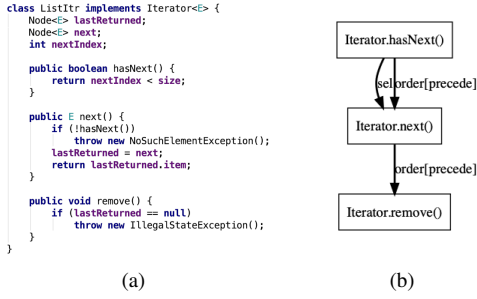 class ListItr implements Iterator<E> {
Node<E> lastReturned;
Node<E> next;
int nextIndex;
public boolean hasNext() {
return nextIndex < size;
}
public E next() {
if (!hasNext())
throw new NoSuchElementException();
lastReturned = next;
return lastReturned.item;
}
public void remove() {
if (lastReturned == null)
throw new IllegalStateException();
}
}
(a)
Iterator.hasNext()
sel
order[precede]
Iterator.next()
order[precede]
Iterator.remove()
(b)